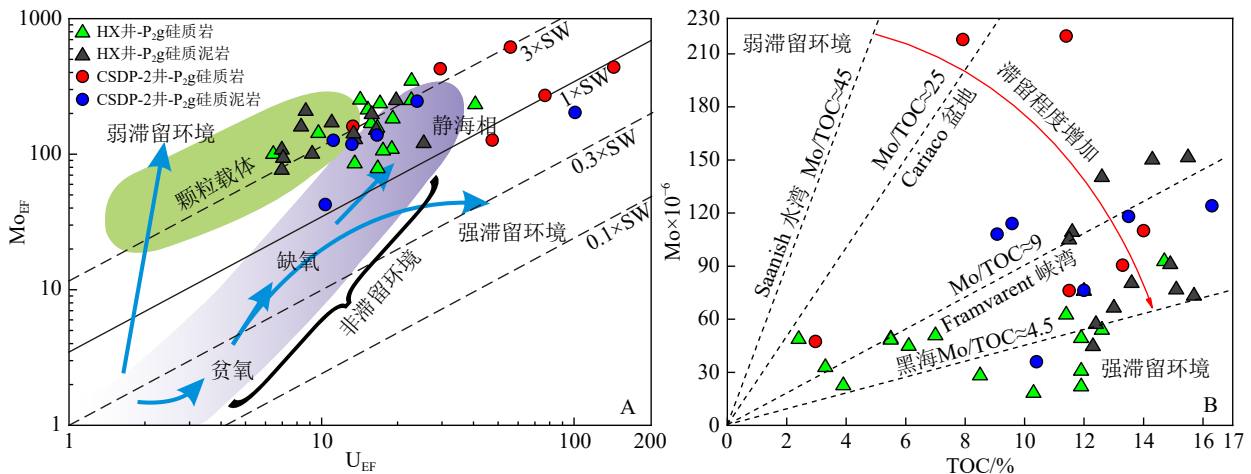 1000
100
10
1
Mo_EF
HX井-P₂g硅质岩
HX井-P₂g硅质泥岩
CSDP-2井-P₂g硅质岩
CSDP-2井-P₂g硅质泥岩
3×SW
1×SW
0.3×SW
0.1×SW
弱滞留环境
颗粒载体
静海相
强滞留环境
缺氧
非滞留环境
贫氧
A
1
10
100
200
U_EF
230
210
180
150
120
90
60
30
0
Mo×10⁻⁶
弱滞留环境
Saanish 水湾 Mo/TOC≈45
Mo/TOC≈25
Cariaco 盆地
滞留程度增加
Mo/TOC≈9
Framvarent 峡湾
黑海Mo/TOC≈4.5
强滞留环境
B
0
2
4
6
8
10
12
14
16
17
TOC/%